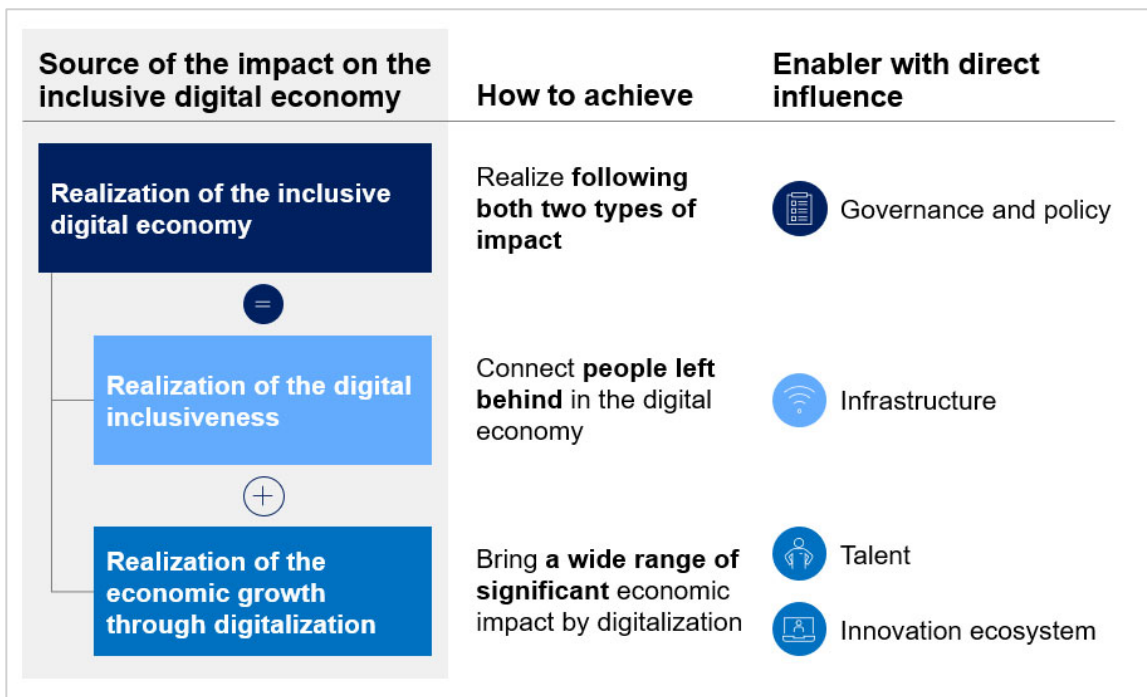 Source of the impact on the
inclusive digital economy
How to achieve
Enabler with direct
influence
Realization of the inclusive
digital economy
Realize following
both two types of
impact
Governance and policy
=
Realization of the digital
inclusiveness
Connect people left
behind in the digital
economy
Infrastructure
+
Realization of the
economic growth
through digitalization
Bring a wide range of
significant economic
impact by digitalization
Talent
Innovation ecosystem